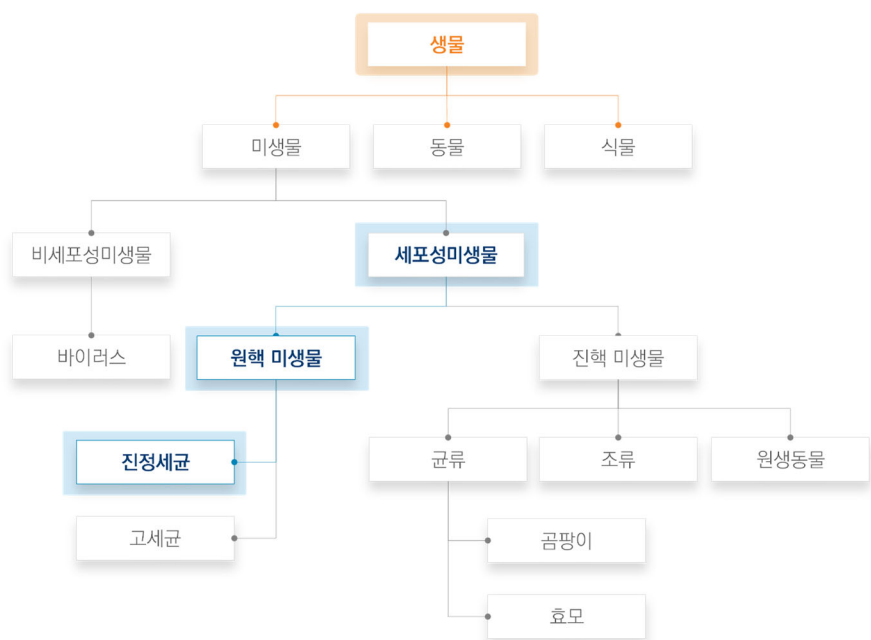 생물
미생물
동물
식물
비세포성미생물
세포성미생물
바이러스
원핵 미생물
진핵 미생물
진정세균
균류
조류
원생동물
고세균
곰팡이
효모